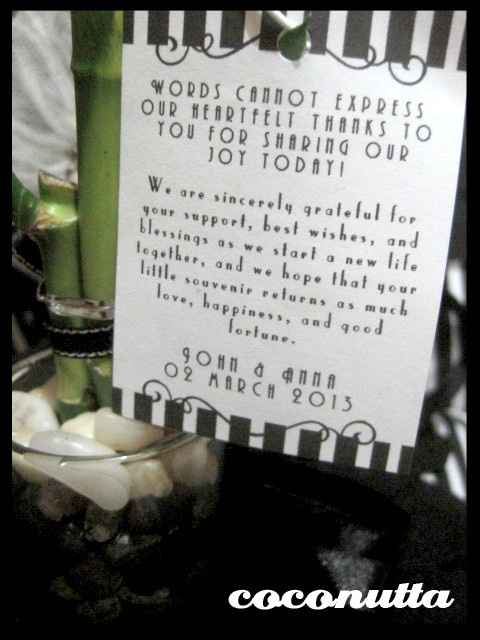 WORDS CANNOT EXPRESS
OUR HEARTFELT THANKS TO
YOU FOR SHARING OUR
JOY TODAY!
We are sincerely grateful for
your support, best wishes, and
blessings as we start a new life
together, and we hope that your
little souvenir returns as much
love, happiness, and good
fortune.
JOHN & ANNA
02 MARCH 2013
coconutta